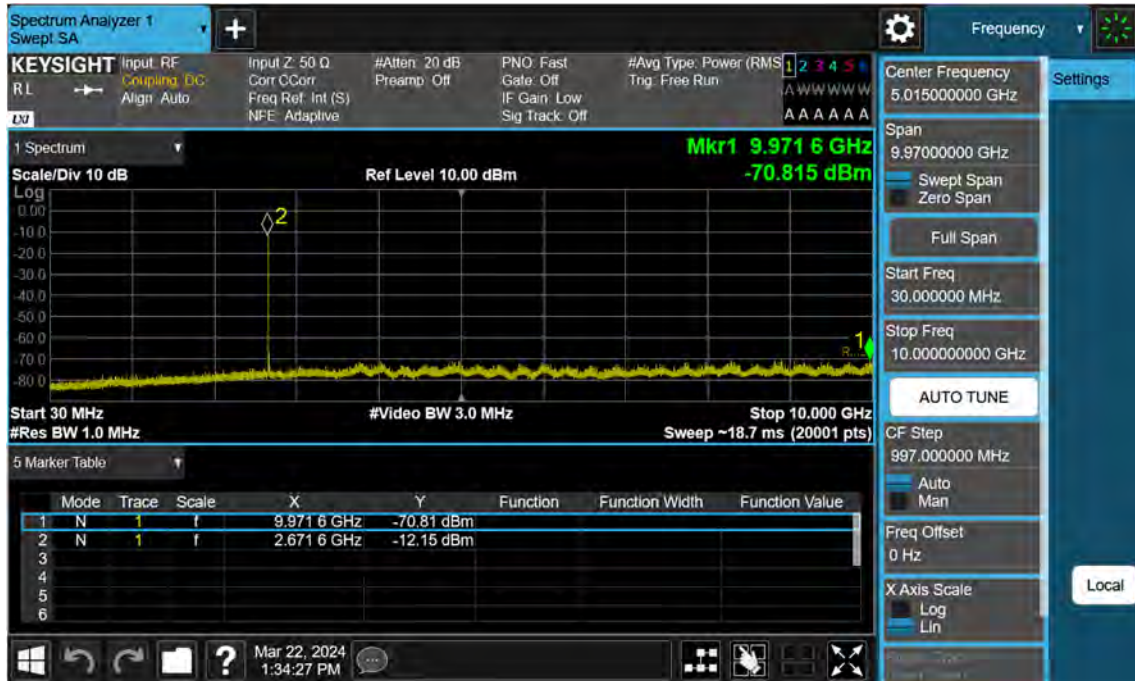 Spectrum Analyzer 1
Swept SA
Frequency
KEYSIGHT
RL
LXI
Input: RF
Coupling: DC
Align: Auto
Input Z: 50 Ω
Corr CCorr
Freq Ref: Int (S)
NFE: Adaptive
#Atten: 20 dB
Preamp: Off
PNO: Fast
Gate: Off
IF Gain: Low
Sig Track: Off
#Avg Type: Power (RMS
Trig: Free Run
1 2 3 4 5 6
A W W W W W
A A A A A A
Center Frequency
5.015000000 GHz
Settings
1 Spectrum
Scale/Div 10 dB
Ref Level 10.00 dBm
Mkr1 9.971 6 GHz
-70.815 dBm
Log
0.00
-10.0
-20.0
-30.0
-40.0
-50.0
-60.0
-70.0
-80.0
2
1
Start 30 MHz
#Video BW 3.0 MHz
Stop 10.000 GHz
#Res BW 1.0 MHz
Sweep ~18.7 ms (20001 pts)
Span
9.97000000 GHz
Swept Span
Zero Span
Full Span
Start Freq
30.000000 MHz
Stop Freq
10.000000000 GHz
AUTO TUNE
CF Step
997.000000 MHz
Auto
Man
Freq Offset
0 Hz
X Axis Scale
Log
Lin
Local
5 Marker Table
Mode Trace Scale X Y Function Function Width Function Value
1 N 1 f 9.971 6 GHz -70.81 dBm
2 N 1 f 2.671 6 GHz -12.15 dBm
3
4
5
6
Mar 22, 2024
1:34:27 PM